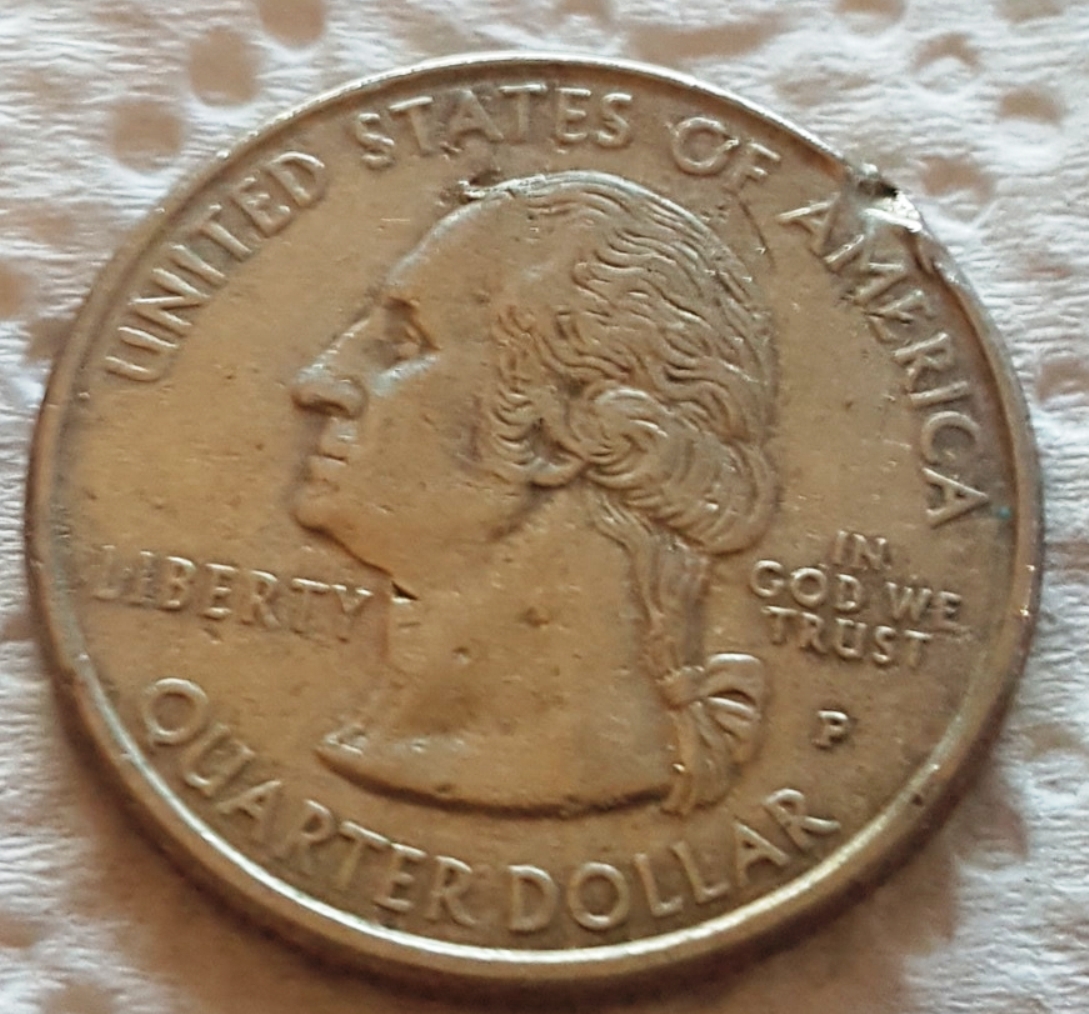 UNITED STATES OF AMERICA
LIBERTY
IN
GOD WE
TRUST
P
QUARTER DOLLAR